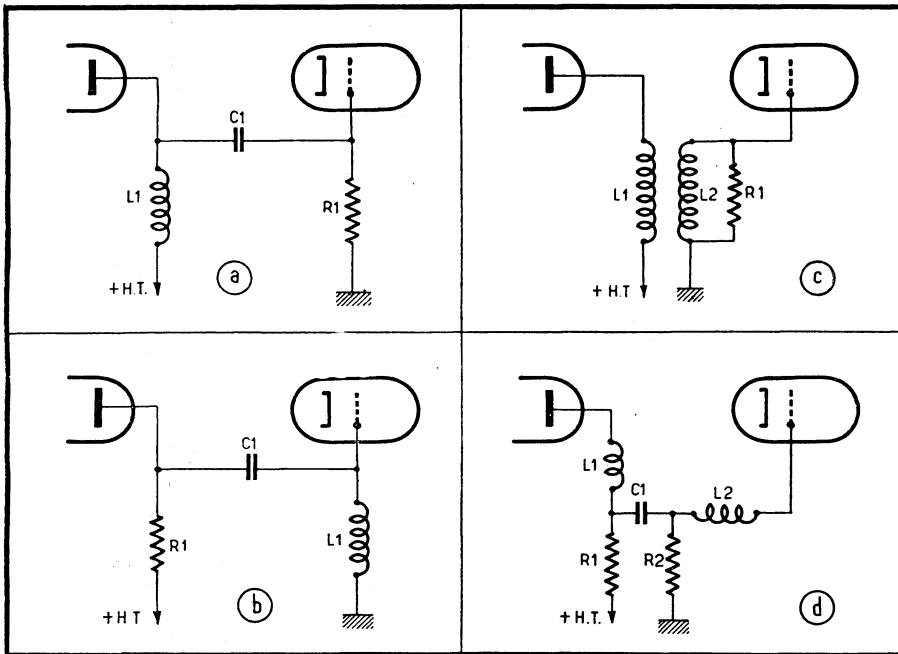 C1
L1
R1
+ H.T.
a
L1
L2
R1
+ H.T
c
C1
R1
+ H T
b
L1
L1
C1
L2
R1
R2
+ H.T.
d